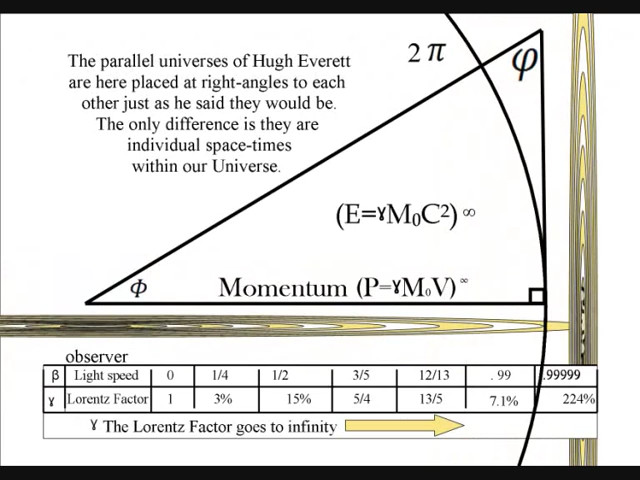 The parallel universes of Hugh Everett
are here placed at right-angles to each
other just as he said they would be.
The only difference is they are
individual space-times
within our Universe.
2 π
φ
(E=ɤM₀C²) ∞
Φ
Momentum (P=ɤM₀V) ∞
observer
β Light speed 0 1/4 1/2 3/5 12/13 . 99 .99999
ɤ Lorentz Factor 1 3% 15% 5/4 13/5 7.1% 224%
ɤ The Lorentz Factor goes to infinity